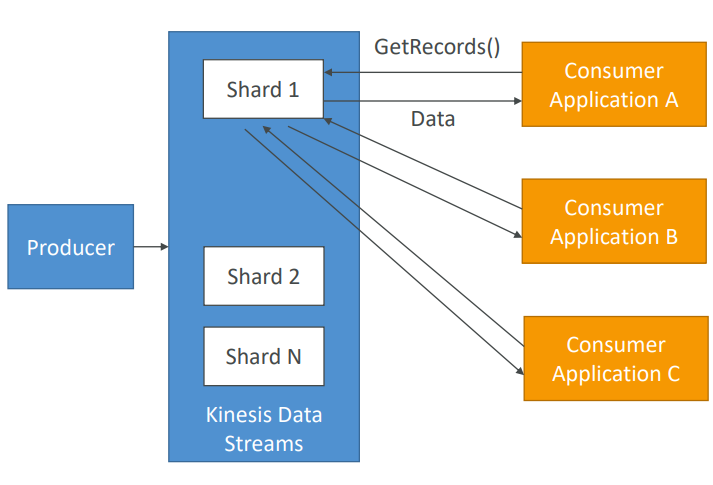 GetRecords()
Shard 1
Consumer
Application A
Data
Consumer
Application B
Producer
Shard 2
Shard N
Consumer
Application C
Kinesis Data
Streams